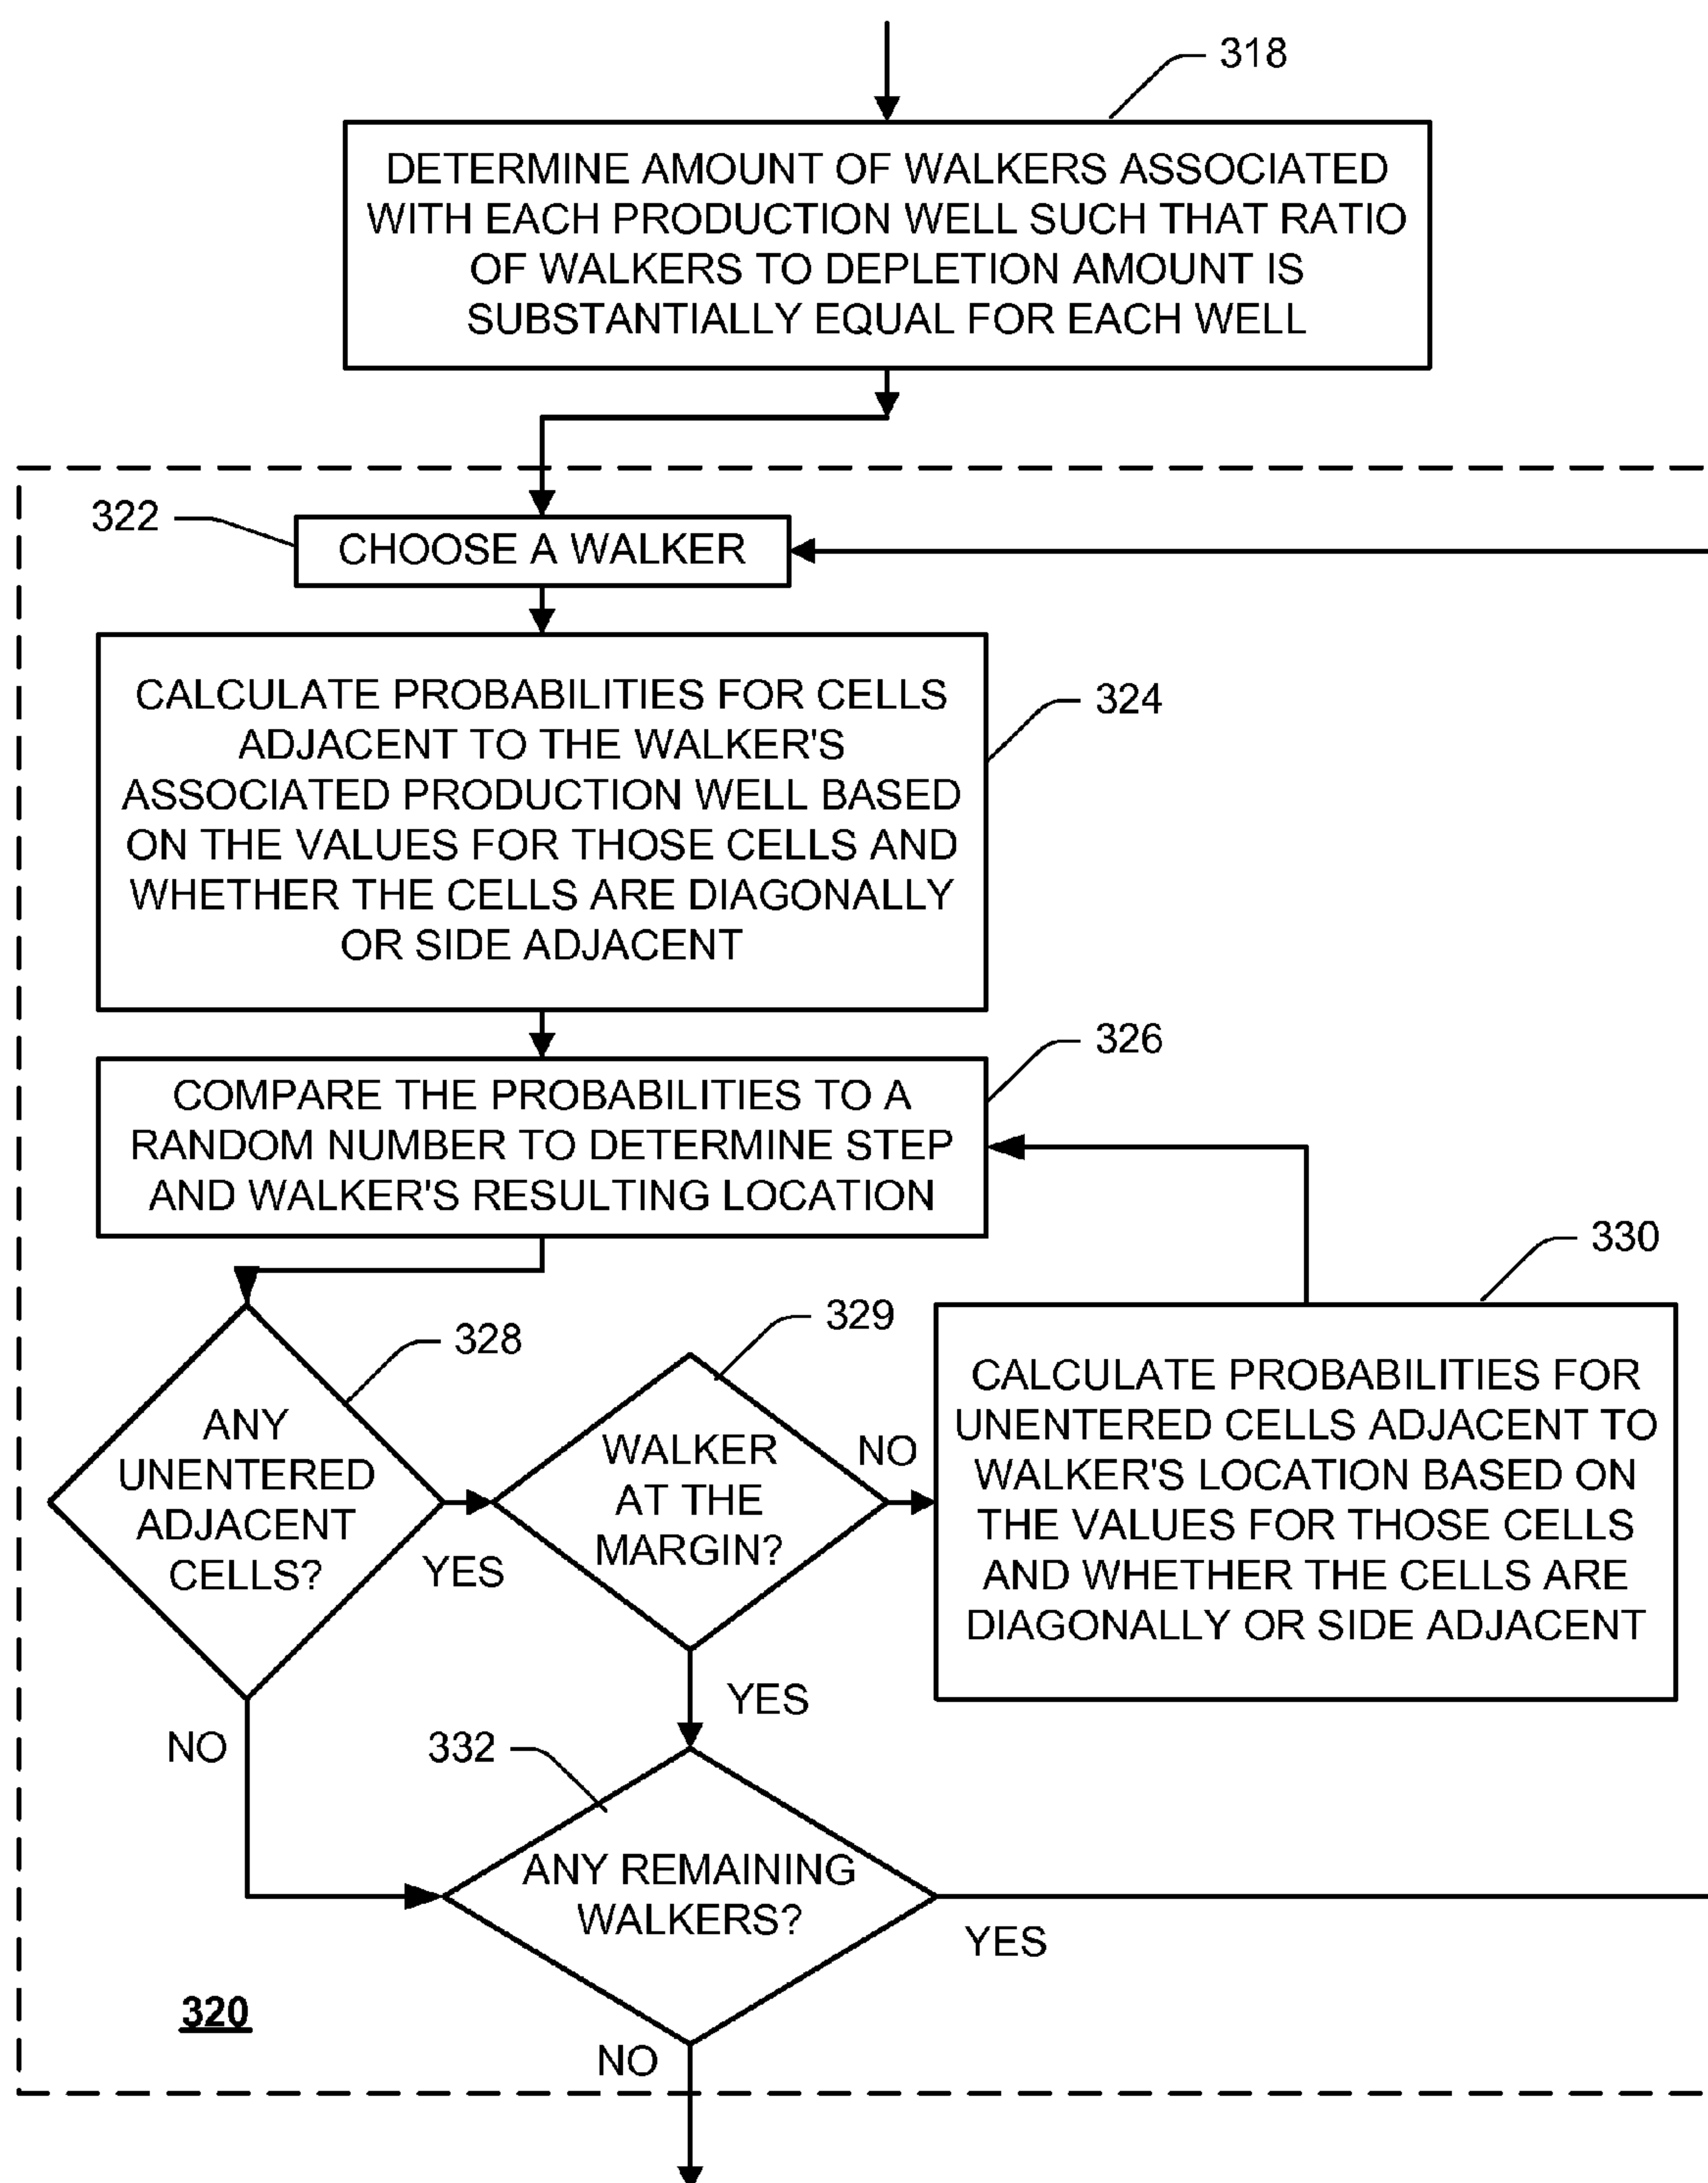 318
DETERMINE AMOUNT OF WALKERS ASSOCIATED
WITH EACH PRODUCTION WELL SUCH THAT RATIO
OF WALKERS TO DEPLETION AMOUNT IS
SUBSTANTIALLY EQUAL FOR EACH WELL
322
CHOOSE A WALKER
324
CALCULATE PROBABILITIES FOR CELLS
ADJACENT TO THE WALKER'S
ASSOCIATED PRODUCTION WELL BASED
ON THE VALUES FOR THOSE CELLS AND
WHETHER THE CELLS ARE DIAGONALLY
OR SIDE ADJACENT
326
COMPARE THE PROBABILITIES TO A
RANDOM NUMBER TO DETERMINE STEP
AND WALKER'S RESULTING LOCATION
328
ANY
UNENTERED
ADJACENT
CELLS?
YES
NO
329
WALKER
AT THE
MARGIN?
NO
YES
330
CALCULATE PROBABILITIES FOR
UNENTERED CELLS ADJACENT TO
WALKER'S LOCATION BASED ON
THE VALUES FOR THOSE CELLS
AND WHETHER THE CELLS ARE
DIAGONALLY OR SIDE ADJACENT
332
ANY REMAINING
WALKERS?
YES
NO
320